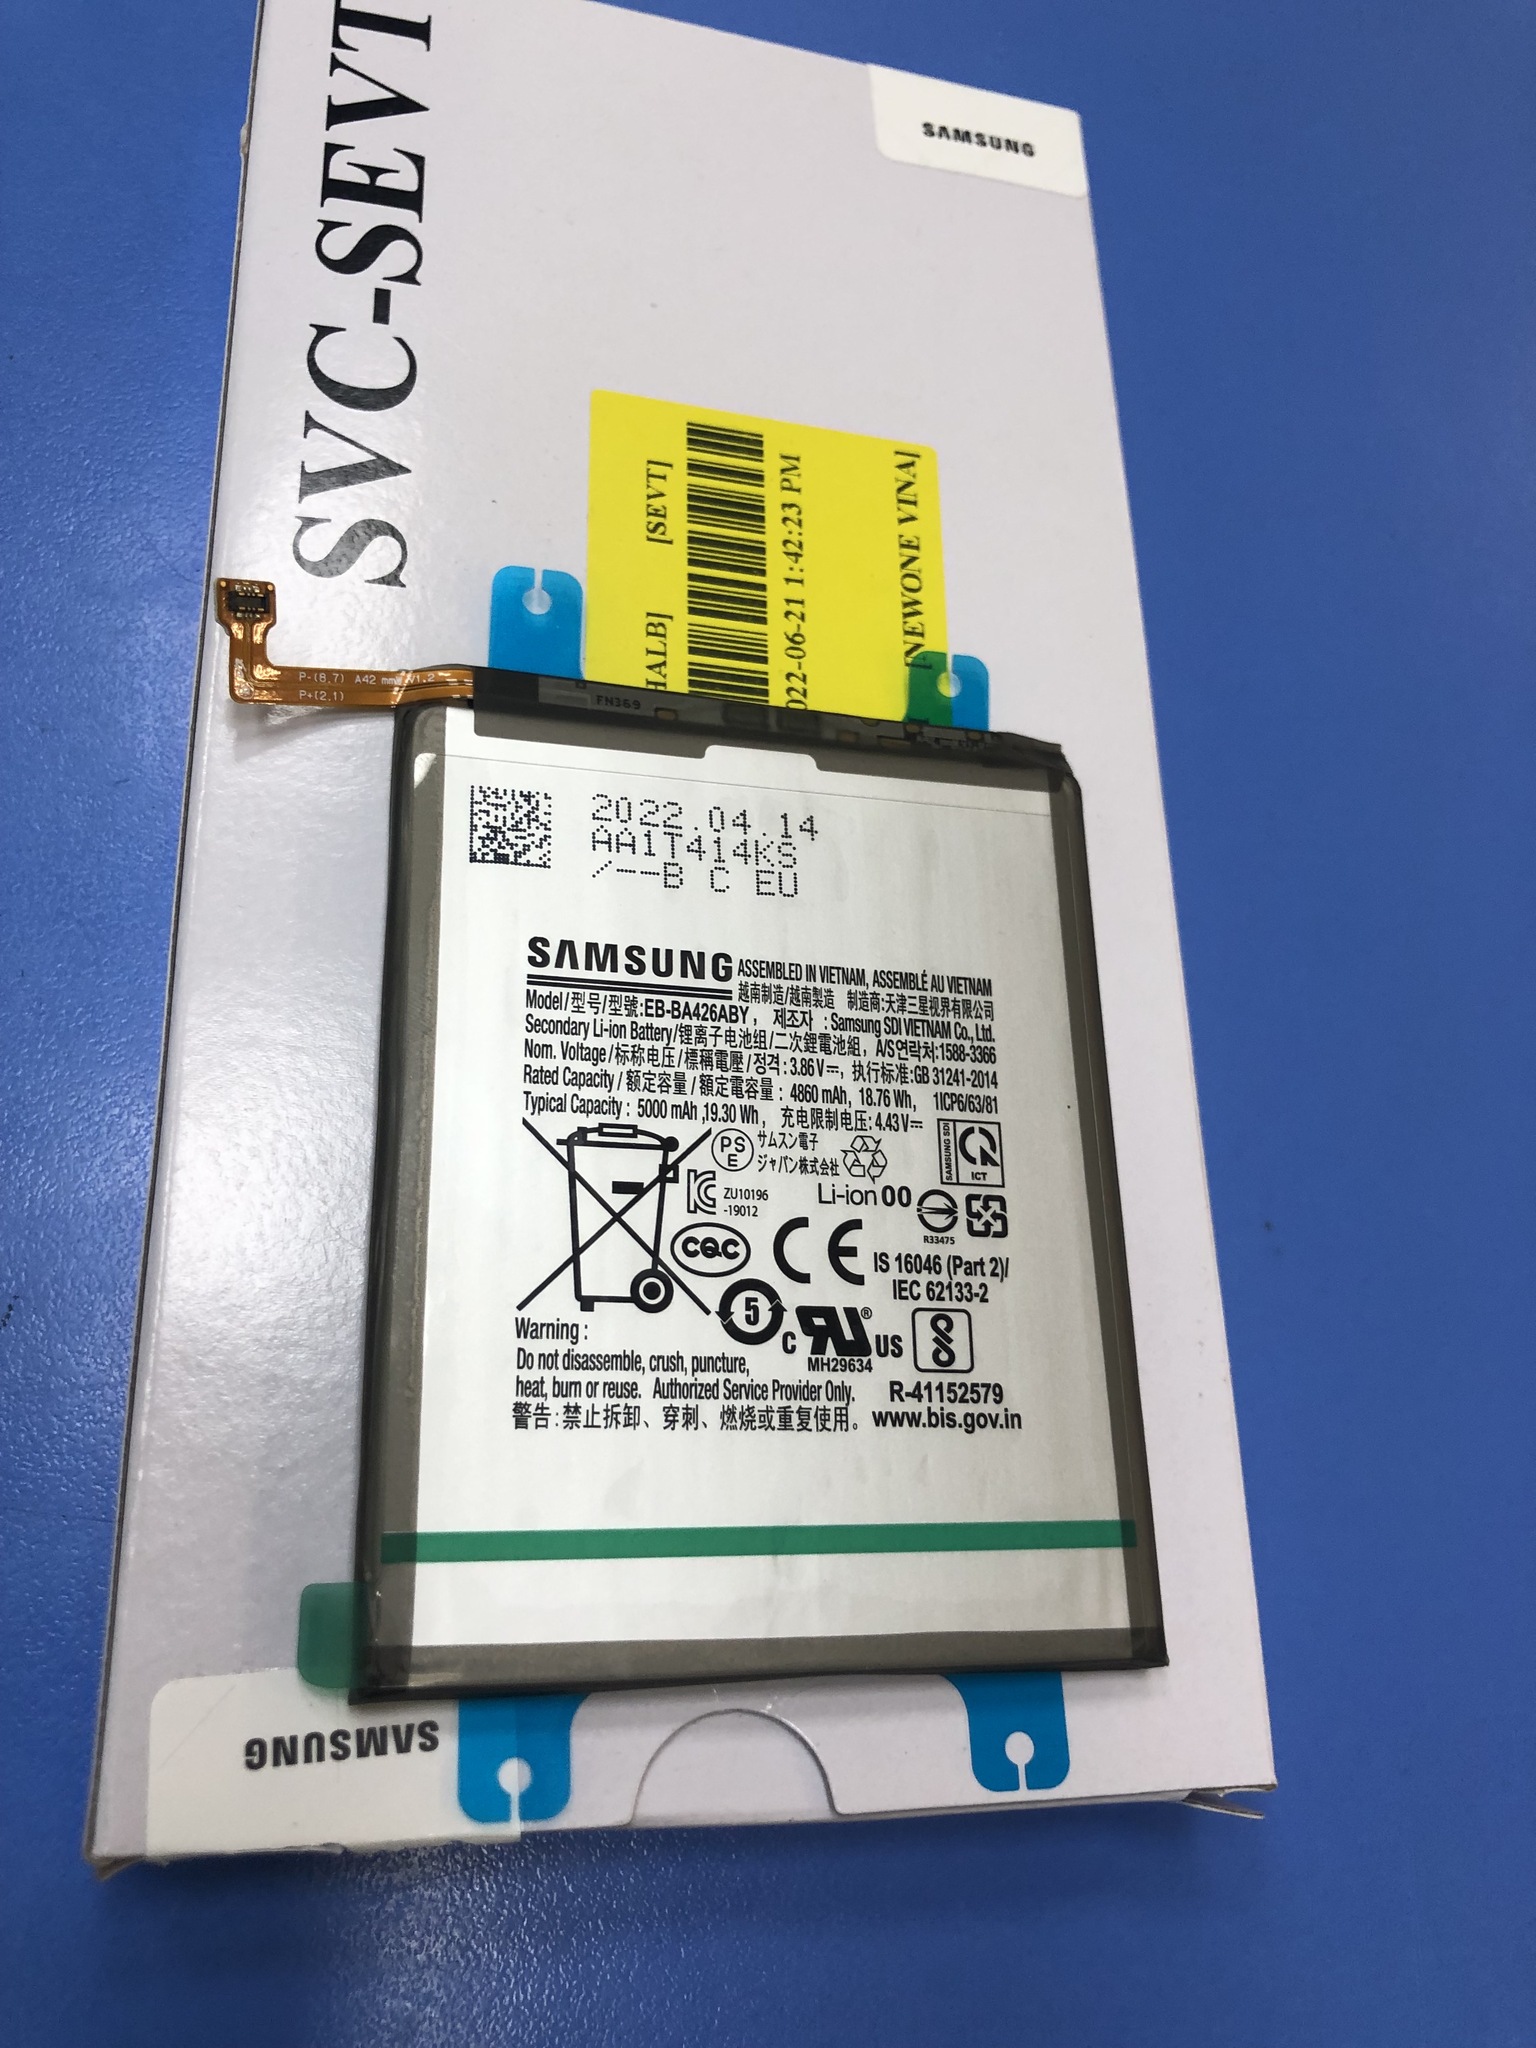 SVC-SEVT
SAMSUNG
HALB] [SEVT]
022-06-21 1:42:23 PM
[NEWONE VINA]
P-(8,7) A42 mmW V1.2
P+(2,1)
FN369
2022.04.14
AA1T414KS
/--B C EU
SAMSUNG ASSEMBLED IN VIETNAM, ASSEMBLÉ AU VIETNAM
越南制造/越南製造 制造商:天津三星视界有限公司
Model/型号/型號:EB-BA426ABY, 제조자 : Samsung SDI VIETNAM Co., Ltd.
Secondary Li-ion Battery/锂离子电池组/二次鋰電池組, A/S연락처:1588-3366
Nom. Voltage/标称电压/標稱電壓/정격:3.86V⎓, 执行标准:GB 31241-2014
Rated Capacity/额定容量/額定電容量: 4860 mAh, 18.76 Wh, 1ICP6/63/81
Typical Capacity: 5000 mAh,19.30 Wh, 充电限制电压:4.43V⎓
PS E サムスン電子
ジャパン株式会社
SAMSUNG SDI
ICT
ZU10196
-19012
Li-ion 00
R33475
CQC
CE
IS 16046 (Part 2)/
IEC 62133-2
5
C US ®
MH29634
Warning:
Do not disassemble, crush, puncture,
heat, burn or reuse. Authorized Service Provider Only.
R-41152579
警告:禁止拆卸、穿刺、燃烧或重复使用。 www.bis.gov.in
SAMSUNG